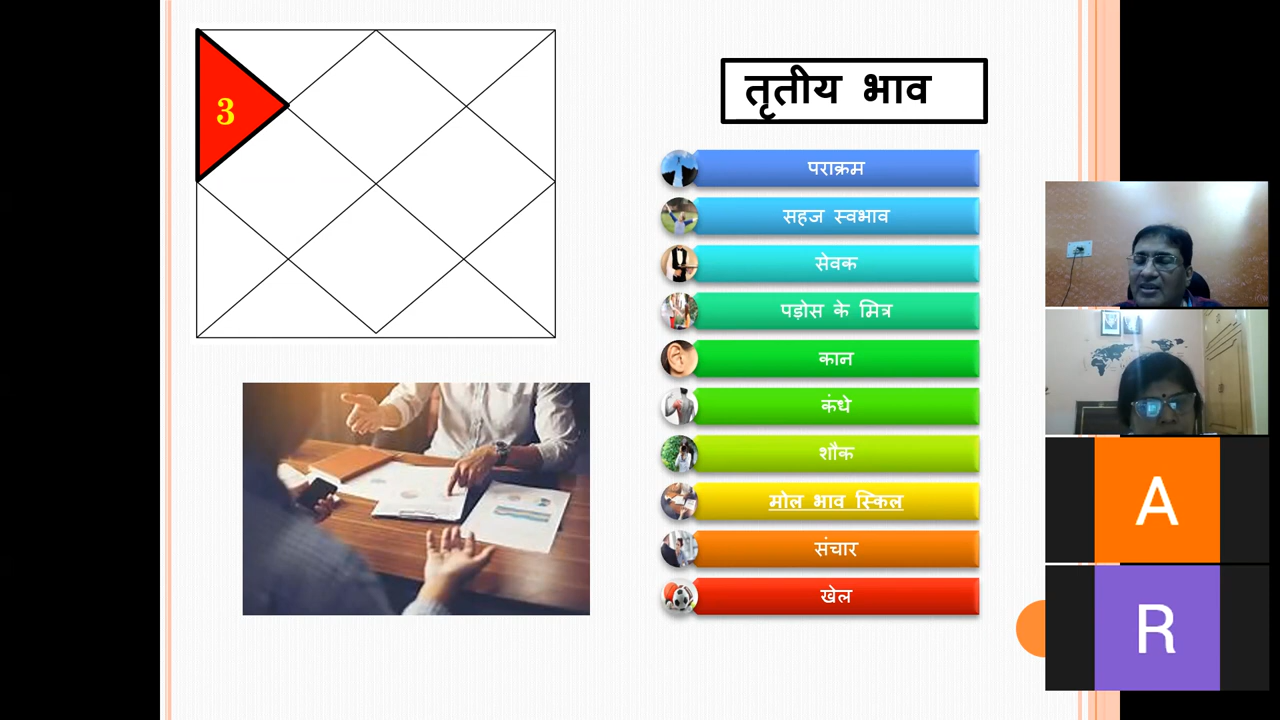 3
तृतीय भाव
पराक्रम
सहज स्वभाव
सेवक
पड़ोस के मित्र
कान
कंधे
शौक
मोल भाव स्किल
संचार
खेल
A
R